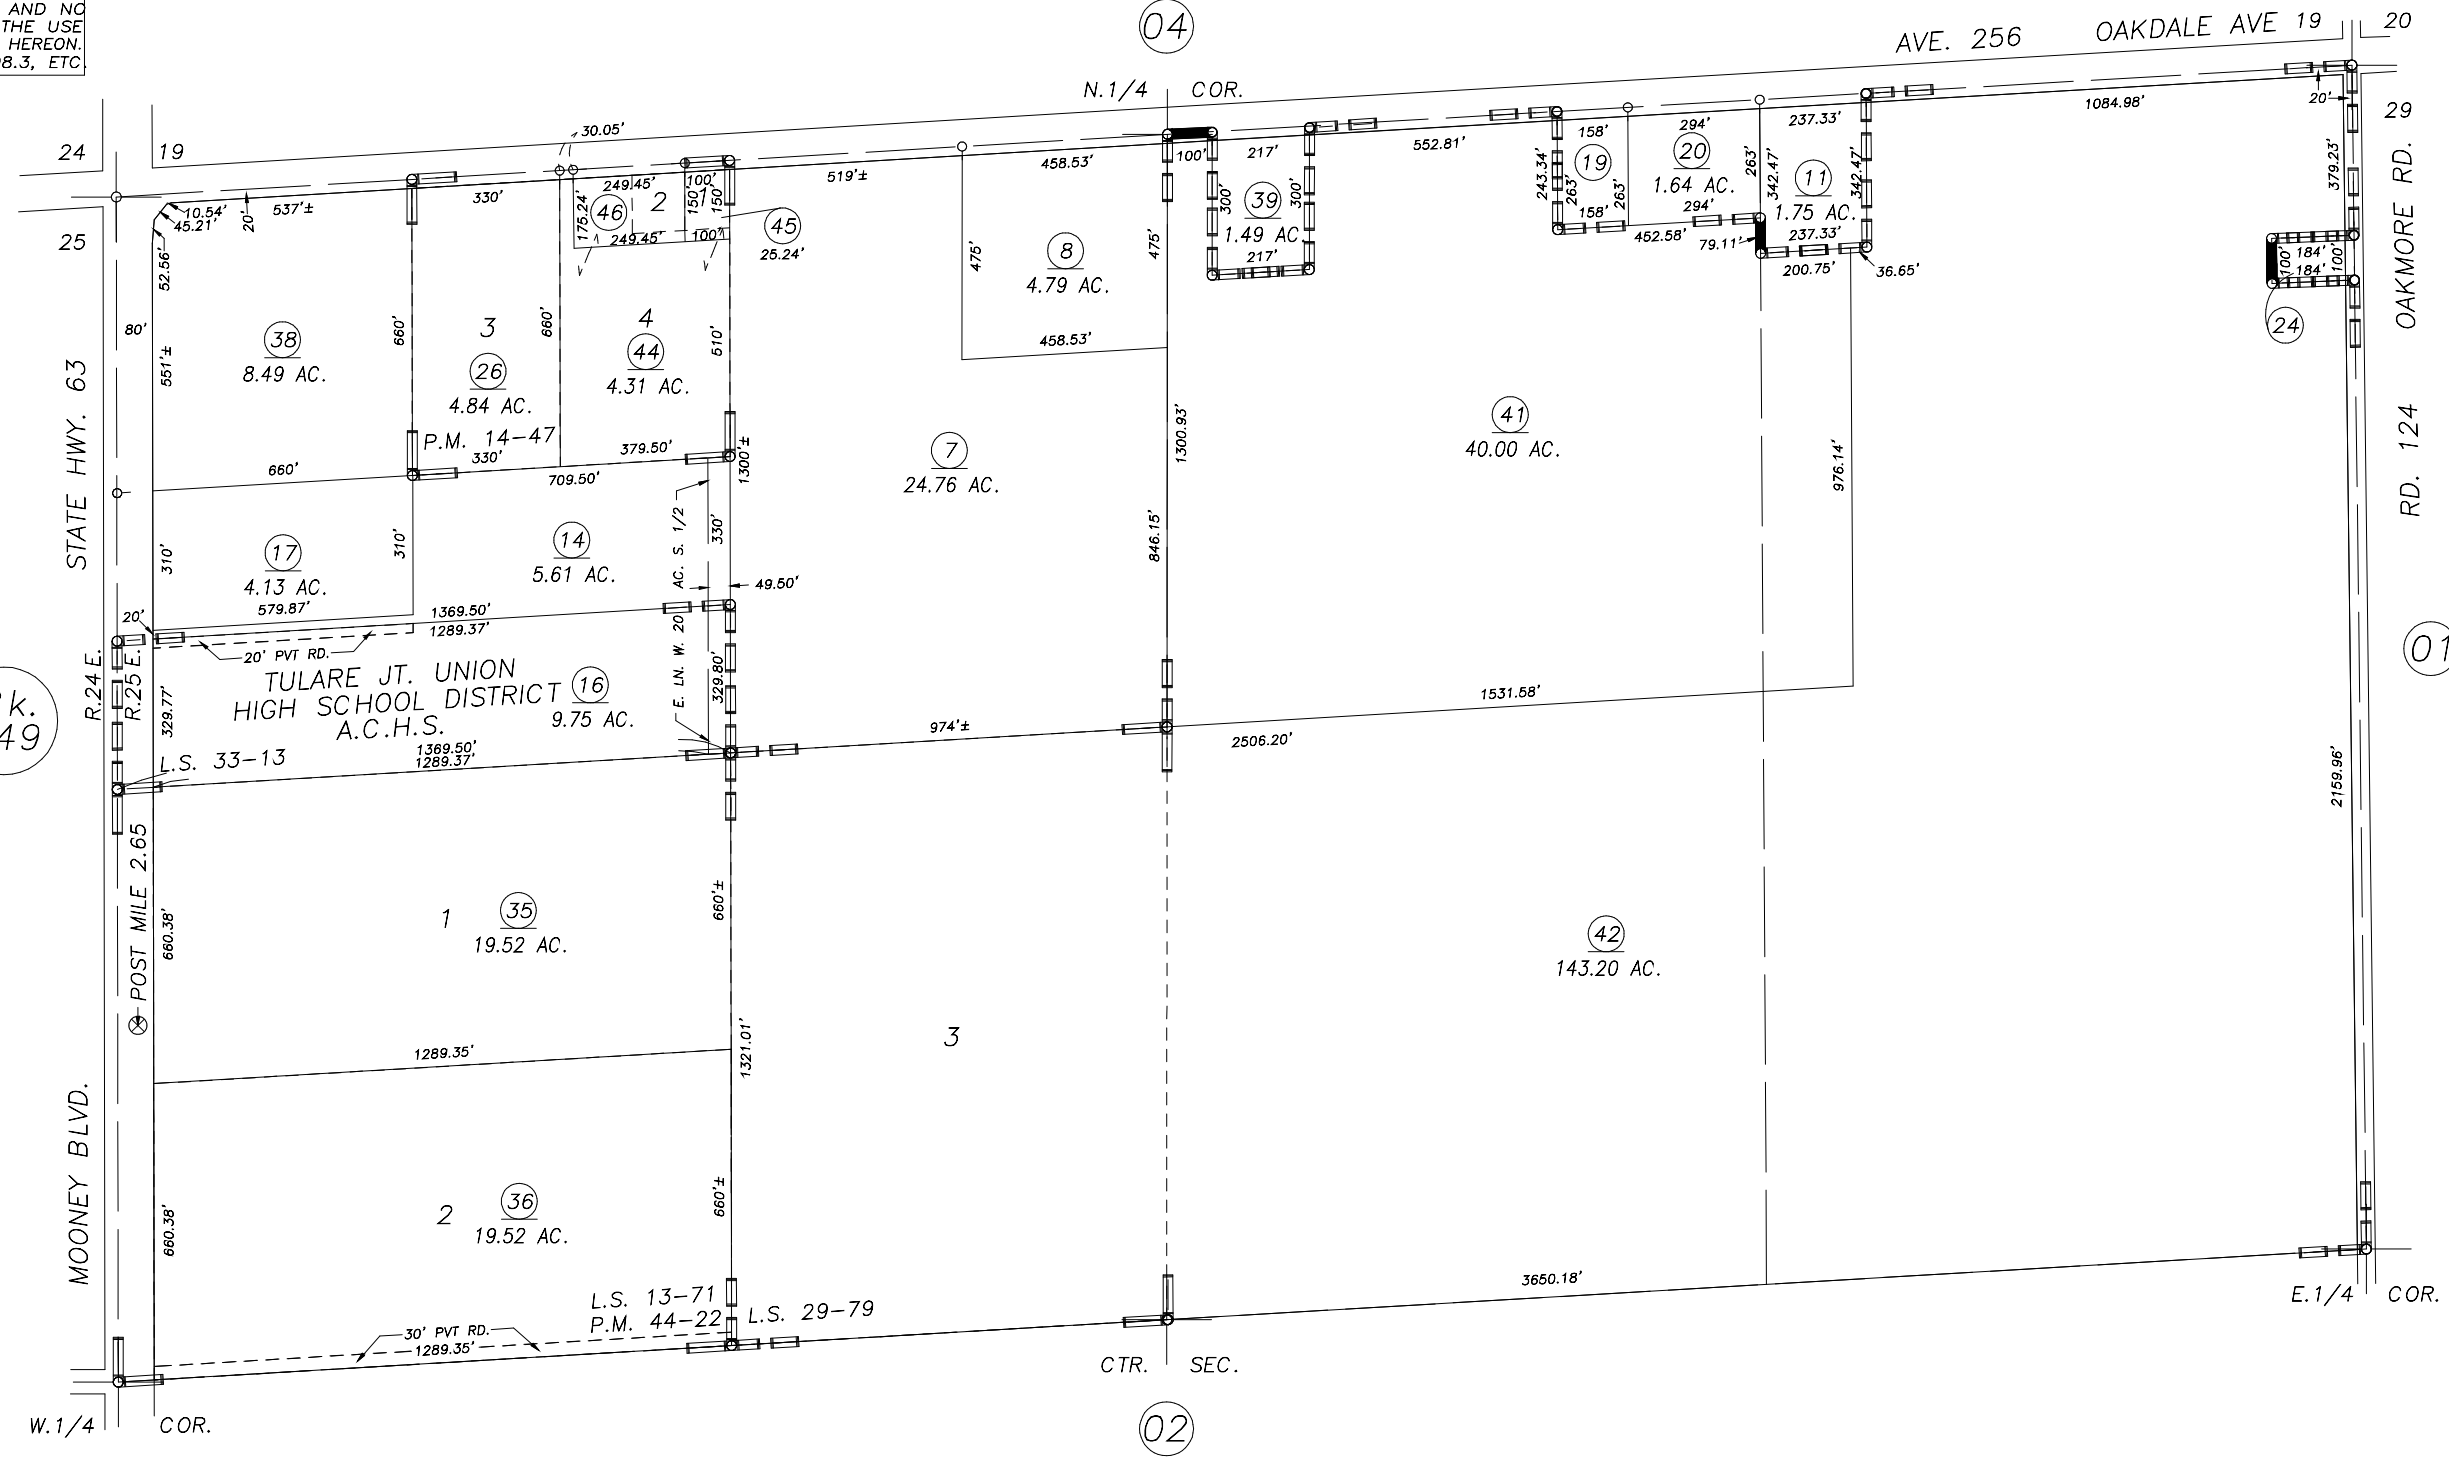 AND NO
THE USE
HEREON.
08.3, ETC.
04
N.1/4 COR.
AVE. 256 OAKDALE AVE 19 20
24 19
25
29
30.05'
10.54'
45.21'
537'±
20'
330'
249.45'
100'
519'±
458.53'
100'
217'
552.81'
158'
294'
237.33'
1084.98'
20'
52.56'
80'
551'±
38
8.49 AC.
660'
660'
3
26
4.84 AC.
P.M. 14-47
330'
660'
175.24'
46
2
1
150'
150'
249.45'
100'
45
25.24'
4
44
4.31 AC.
510'
379.50'
709.50'
475'
8
4.79 AC.
475'
458.53'
300'
39
1.49 AC.
300'
217'
243.34'
263'
19
263'
158'
20
1.64 AC.
294'
452.58'
263'
342.47'
11
1.75 AC.
342.47'
79.11'
237.33'
200.75'
36.65'
379.23'
184'
100'
100'
184'
24
OAKMORE RD.
RD. 124
STATE HWY. 63
MOONEY BLVD.
7
24.76 AC.
1300'±
1300.93'
846.15'
41
40.00 AC.
976.14'
1531.58'
310'
17
4.13 AC.
310'
579.87'
14
5.61 AC.
330'
49.50'
E. LN. W. 20 AC. S. 1/2
1369.50'
1289.37'
20'
20' PVT RD.
R.24E.
R.25E.
TULARE JT. UNION
HIGH SCHOOL DISTRICT
A.C.H.S.
16
9.75 AC.
329.77'
329.80'
L.S. 33-13
1369.50'
1289.37'
974'±
2506.20'
01
k.
49
POST MILE 2.65
660.38'
1
35
19.52 AC.
660'±
1289.35'
1321.01'
3
42
143.20 AC.
2159.96'
660.38'
2
36
19.52 AC.
660'±
L.S. 13-71
P.M. 44-22
L.S. 29-79
30' PVT RD.
1289.35'
3650.18'
E.1/4 COR.
CTR. SEC.
W.1/4 COR.
02